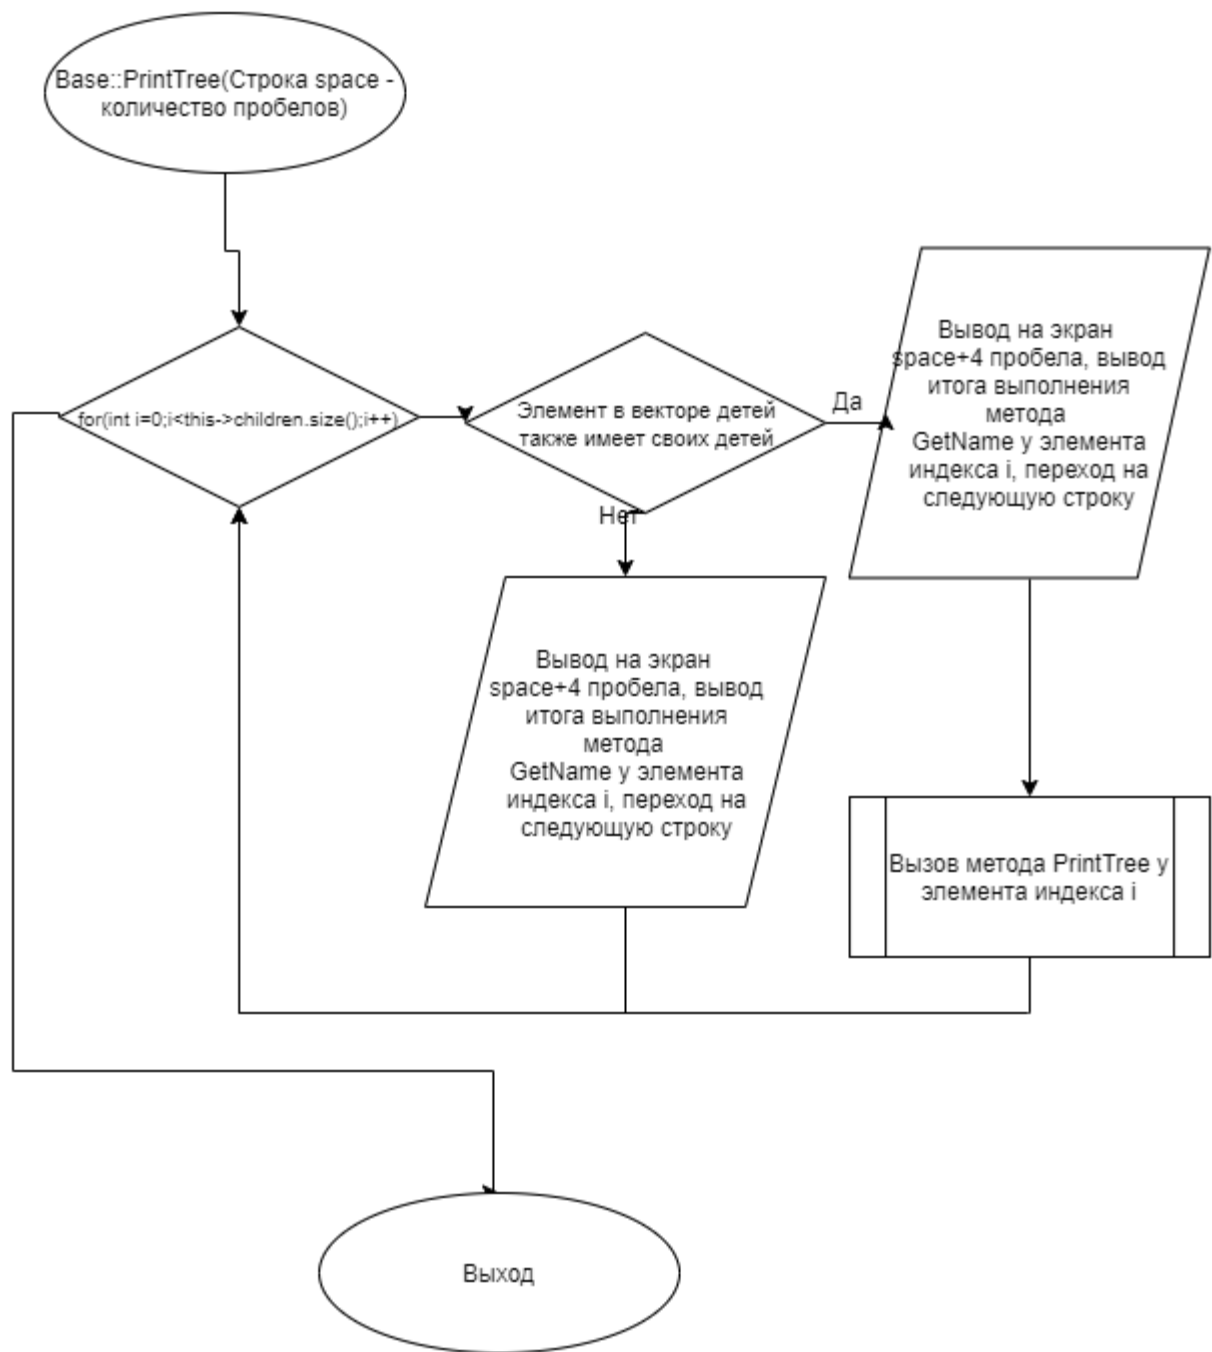 Base::PrintTree(Строка space -
количество пробелов)
for(int i=0;i<this->children.size();i++)
Элемент в векторе детей
также имеет своих детей
Да
Вывод на экран
space+4 пробела, вывод
итога выполнения
метода
GetName у элемента
индекса i, переход на
следующую строку
Нет
Вывод на экран
space+4 пробела, вывод
итога выполнения
метода
GetName у элемента
индекса i, переход на
следующую строку
Вызов метода PrintTree у
элемента индекса i
Выход